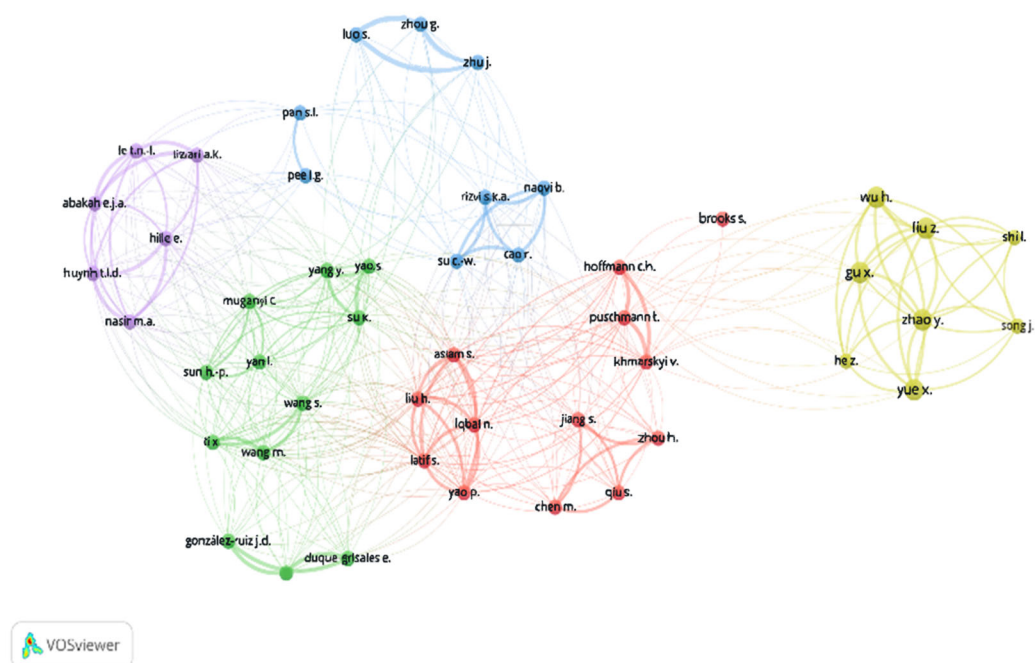 zhou g.
luo s.
zhu j.
pan s.l.
le t.n.-l.
pee l.g.
naqvi b.
rizvi s.k.a.
wu h.
abakah e.j.a.
brooks s.
liu z.
shi l.
hille e.
su c.-w.
cao r.
huynh t.l.d.
yang y.
yao s.
hoffmann c.h.
gu x.
muganyi c.
nasir m.a.
su k.
puschmann t.
zhao y.
song j.
sun h.-p.
yan l.
aslam s.
khmarskyi v.
he z.
yue x.
liu h.
wang s.
jiang s.
Iqbal n.
zhou h.
li x.
wang m.
latif s.
yao p.
qiu s.
chen m.
gonzález-ruiz j.d.
duque grisales e.
VOSviewer